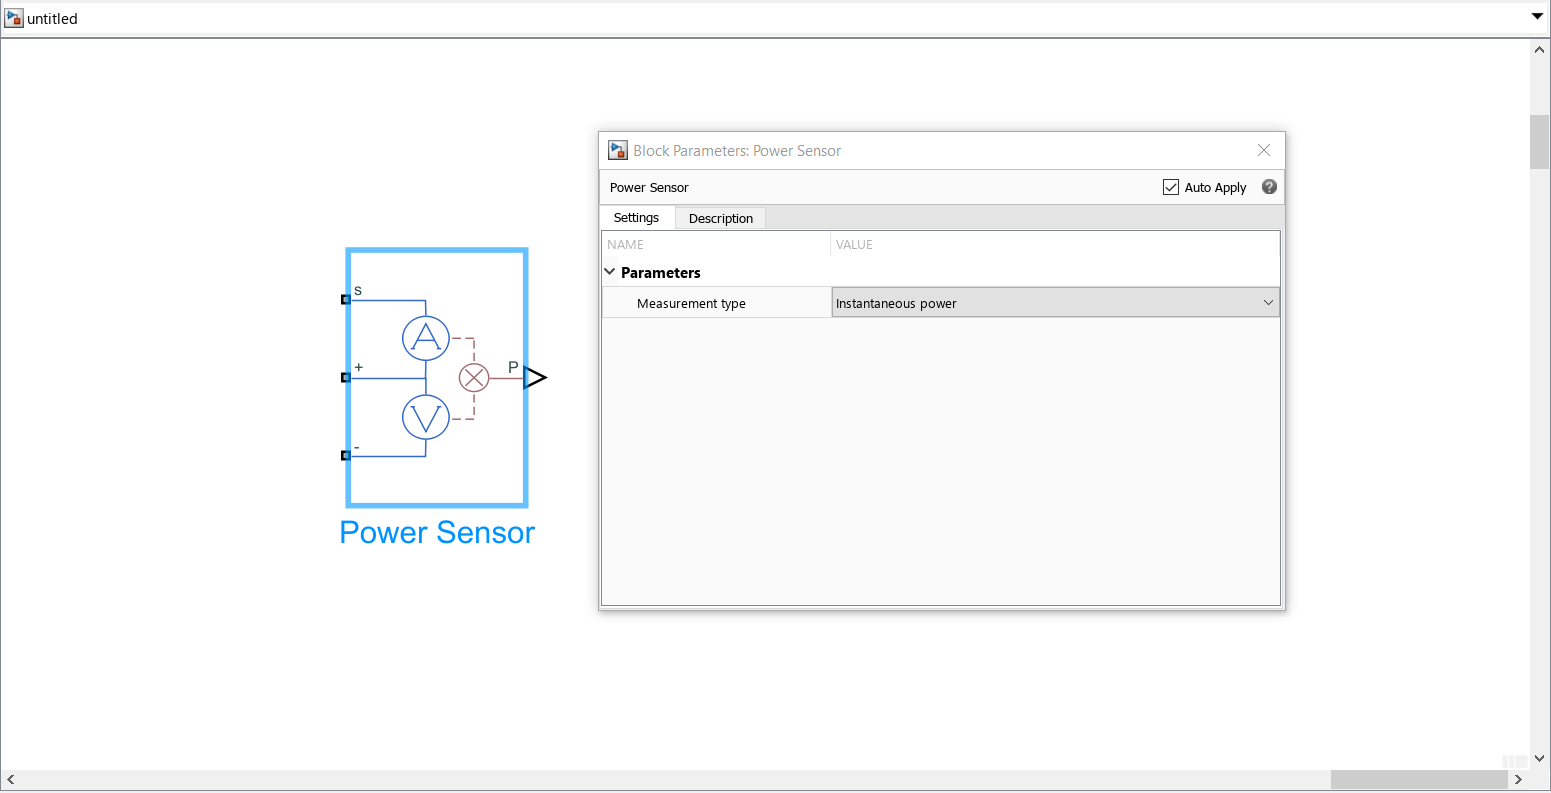 untitled
Block Parameters: Power Sensor
Power Sensor
Auto Apply
Settings
Description
NAME
VALUE
Parameters
Measurement type
Instantaneous power
s
A
+
P
V
-
Power Sensor